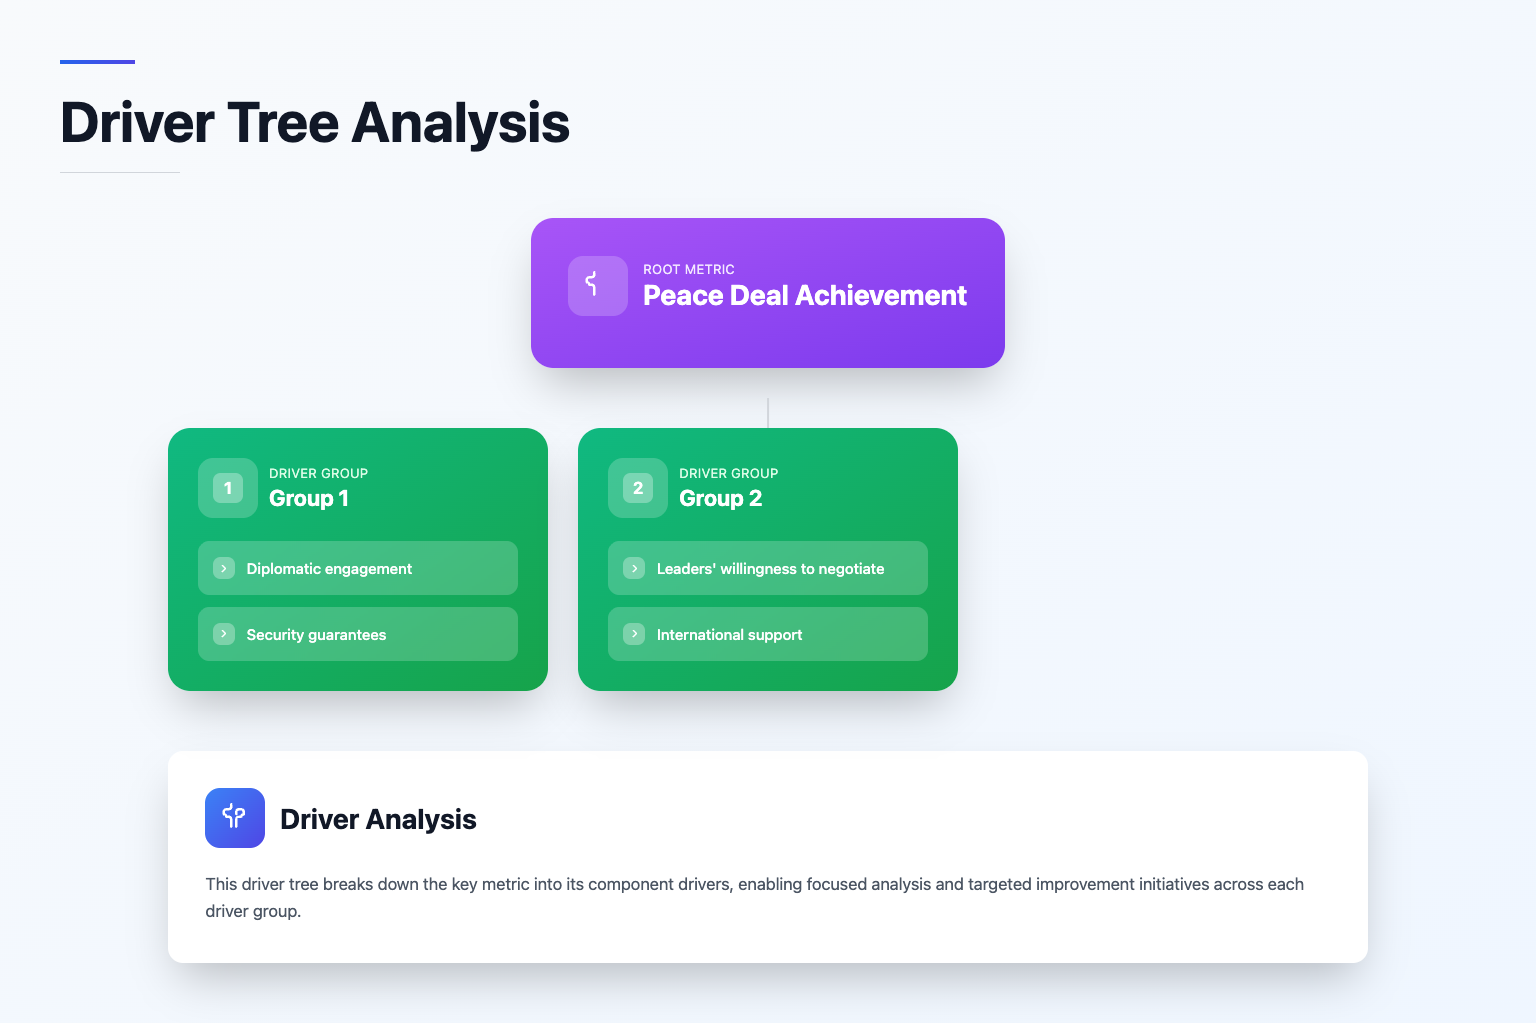 Driver Tree Analysis
ROOT METRIC
Peace Deal Achievement
1
DRIVER GROUP
Group 1
Diplomatic engagement
Security guarantees
2
DRIVER GROUP
Group 2
Leaders' willingness to negotiate
International support
Driver Analysis
This driver tree breaks down the key metric into its component drivers, enabling focused analysis and targeted improvement initiatives across each
driver group.